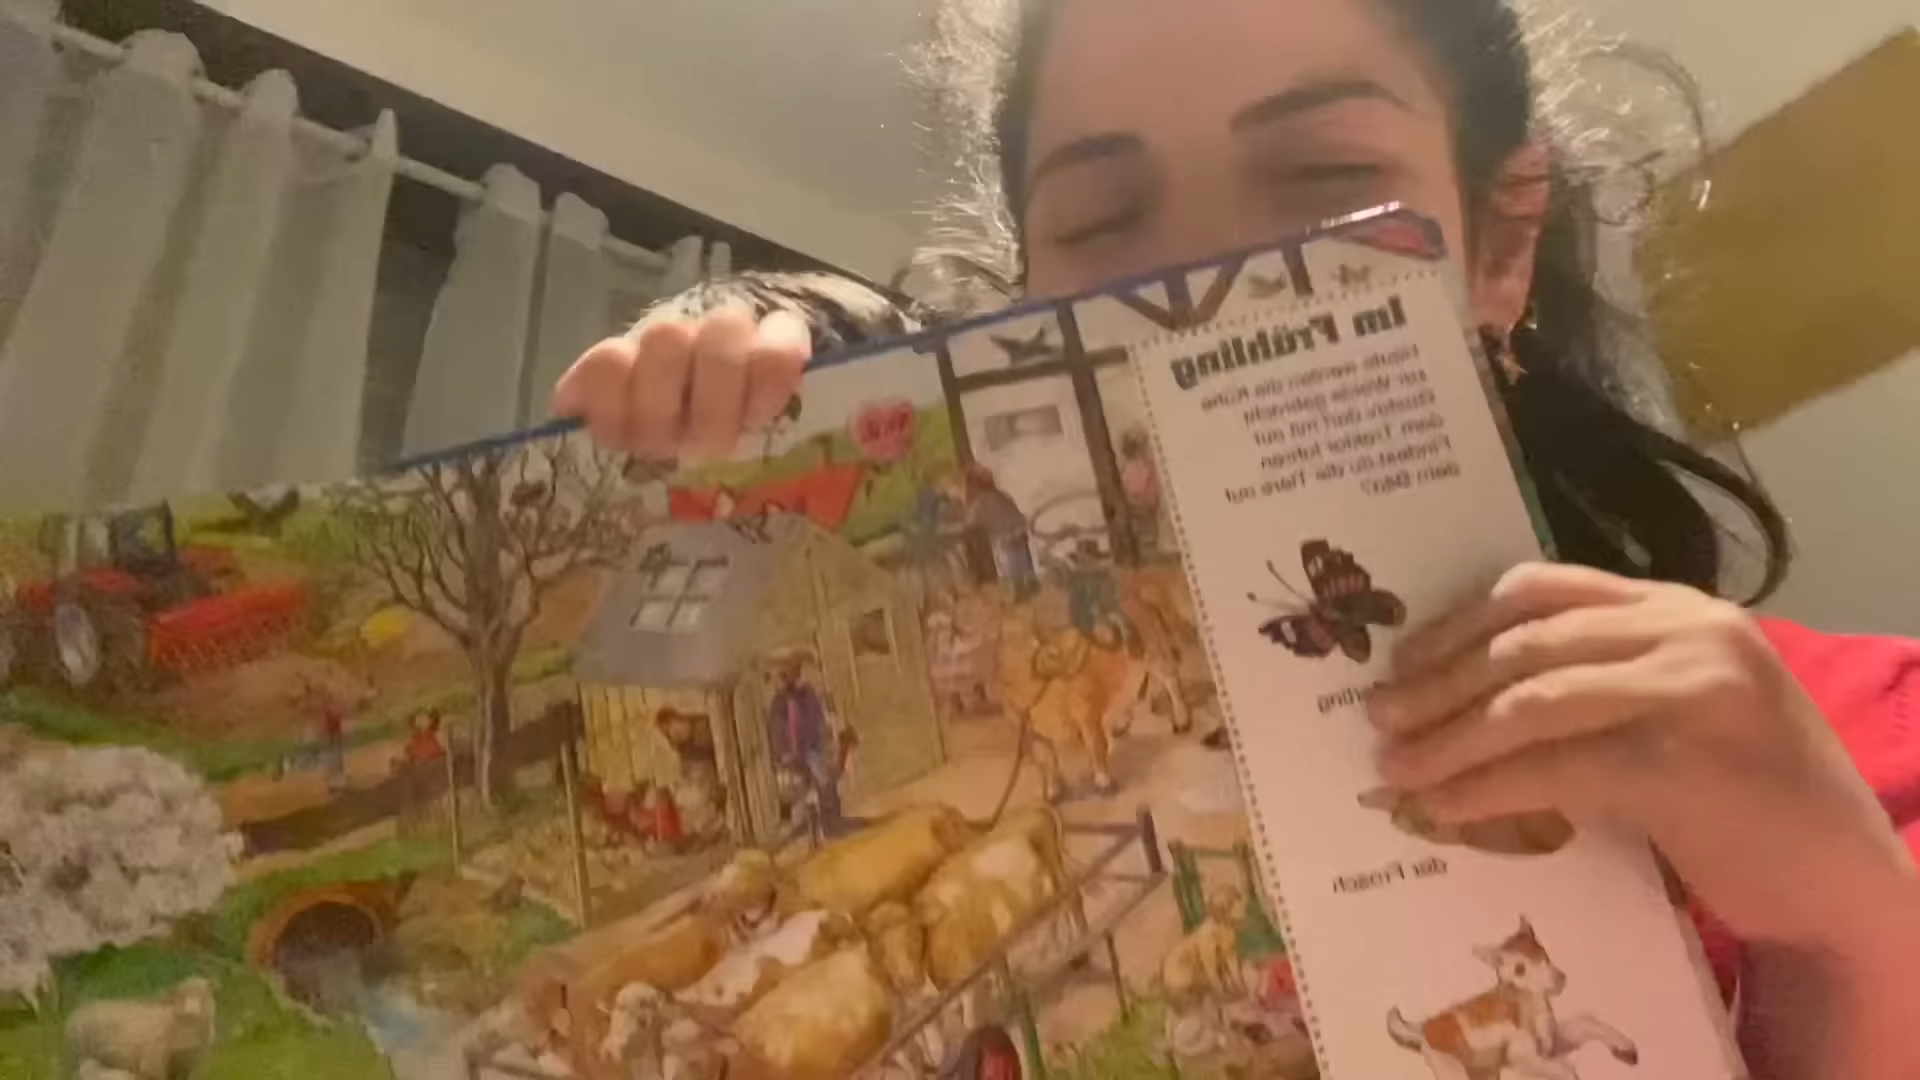 Im Frühling
Heute werden die Kühe
zur Weide gebracht.
Gustav darf mit auf
dem Traktor fahren.
Findest du die Tiere auf
dem Bild?
der Frosch